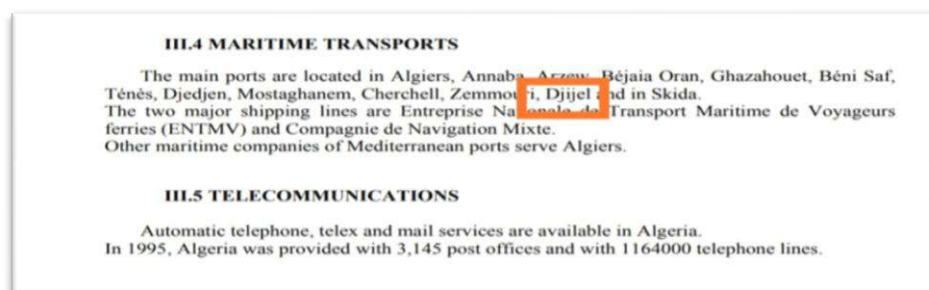 III.4 MARITIME TRANSPORTS
The main ports are located in Algiers, Annaba, Arzew, Béjaia Oran, Ghazahouet, Béni Saf,
Ténès, Djedjen, Mostaghanem, Cherchell, Zemmouri, Djijel and in Skida.
The two major shipping lines are Entreprise Nationale de Transport Maritime de Voyageurs
ferries (ENTMV) and Compagnie de Navigation Mixte.
Other maritime companies of Mediterranean ports serve Algiers.
III.5 TELECOMMUNICATIONS
Automatic telephone, telex and mail services are available in Algeria.
In 1995, Algeria was provided with 3,145 post offices and with 1164000 telephone lines.